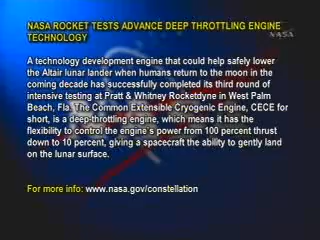 NASA ROCKET TESTS ADVANCE DEEP THROTTLING ENGINE
TECHNOLOGY
NASA
A technology development engine that could help safely lower
the Altair lunar lander when humans return to the moon in the
coming decade has successfully completed its third round of
intensive testing at Pratt & Whitney Rocketdyne in West Palm
Beach, Fla. The Common Extensible Cryogenic Engine, CECE for
short, is a deep-throttling engine, which means it has the
flexibility to control the engine's power from 100 percent thrust
down to 10 percent, giving a spacecraft the ability to gently land
on the lunar surface.
For more info: www.nasa.gov/constellation